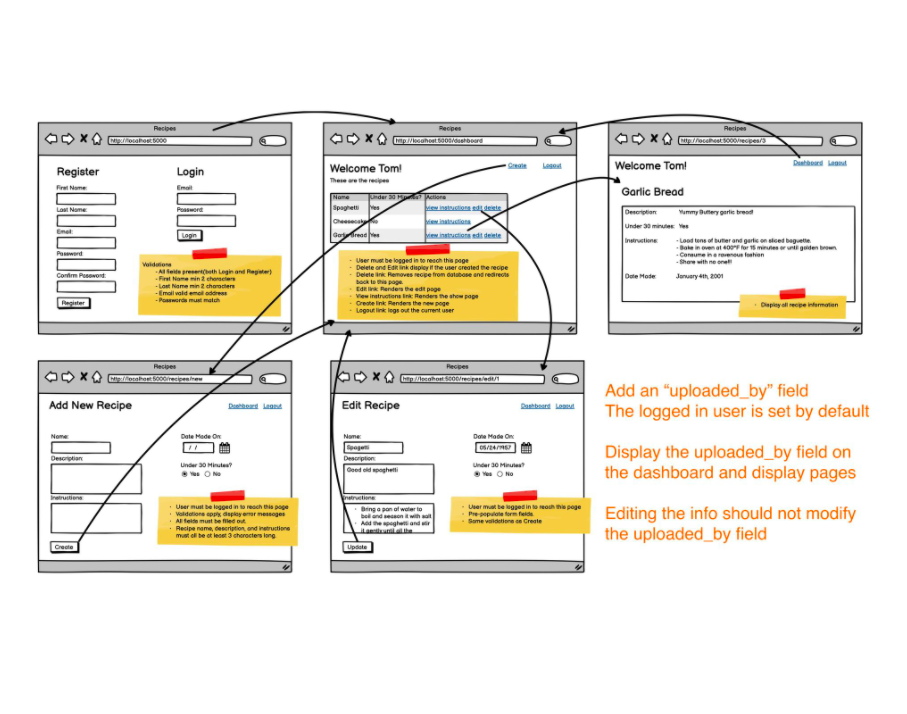 Recipes
http://localhost:5000
Register
Login
First Name:
Email:
Last Name:
Password:
Email:
Login
Password:
Confirm Password:
Register
Validations
- All fields present(both Login and Register)
- First Name min 2 characters
- Last Name min 2 characters
- Email valid email address
- Passwords must match
Recipes
http://localhost:5000/dashboard
Welcome Tom!
Create Logout
These are the recipes
Name Under 30 Minutes? Actions
Spaghetti Yes view instructions edit delete
Cheesecake No view instructions
Garlic Bread Yes view instructions edit delete
- User must be logged in to reach this page
- Delete and Edit link display if the user created the recipe
- Delete link: Removes recipe from database and redirects
back to this page.
- Edit link: Renders the edit page
- View instructions link: Renders the show page
- Create link: Renders the new page
- Logout link: logs out the current user
Recipes
http://localhost:5000/recipes/3
Welcome Tom!
Dashboard Logout
Garlic Bread
Description: Yummy Buttery garlic bread!
Under 30 minutes: Yes
Instructions: - Load tons of butter and garlic on sliced baguette.
- Bake in oven at 400°F for 15 minutes or until golden brown.
- Consume in a ravenous fashion
- Share with no one!!!
Date Made: January 4th, 2001
- Display all recipe information
Recipes
http://localhost:5000/recipes/new
Add New Recipe
Dashboard Logout
Name:
Date Made On:
/ /
Description:
Under 30 Minutes?
Yes No
Instructions:
Create
- User must be logged in to reach this page
- Validations apply, display error messages
- All fields must be filled out.
- Recipe name, description, and instructions
must all be at least 3 characters long.
Recipes
http://localhost:5000/recipes/edit/1
Edit Recipe
Dashboard Logout
Name:
Date Made On:
Spagetti
05/24/1957
Description:
Good old spaghetti
Under 30 Minutes?
Yes No
Instructions:
- Bring a pan of water to
boil and season it with salt
- Add the spaghetti and stir
it gently until all the
Update
- User must be logged in to reach this page
- Pre-populate form fields.
- Same validations as Create
Add an “uploaded_by” field
The logged in user is set by default
Display the uploaded_by field on
the dashboard and display pages
Editing the info should not modify
the uploaded_by field